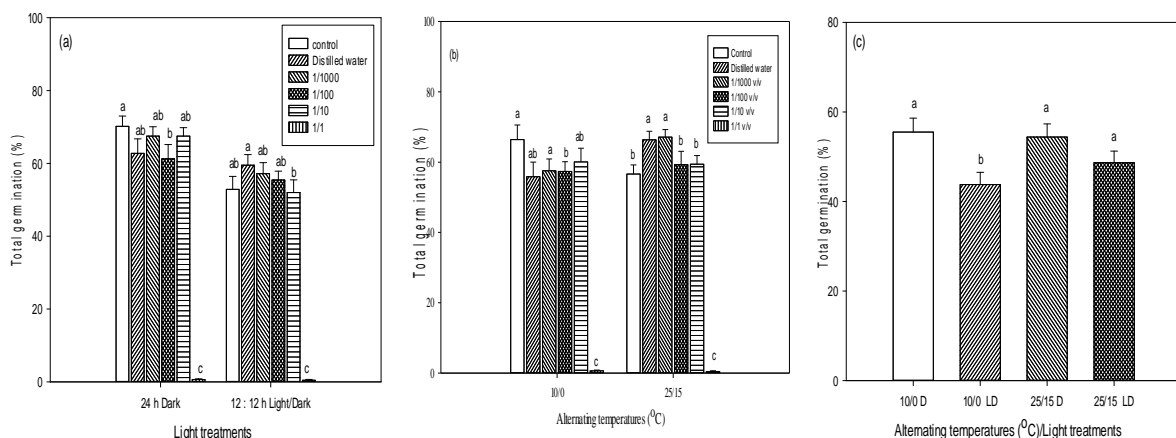 (a)
100
80
60
40
20
0
Total germination (%)
control
Distilled water
1/1000
1/100
1/10
1/1
a
ab
ab
b
ab
c
ab
a
ab
ab
b
c
24 h Dark
12 : 12 h Light/Dark
Light treatments
(b)
100
80
60
40
20
0
Total germination (%)
Control
Distilled water
1/1000 v/v
1/100 v/v
1/10 v/v
1/1 v/v
a
ab
a
b
ab
c
b
a
a
b
b
c
10/0
25/15
Alternating temperatures (OC)
(c)
80
60
40
20
0
Total germination (%)
a
b
a
a
10/0 D
10/0 LD
25/15 D
25/15 LD
Alternating temperatures (OC)/Light treatments